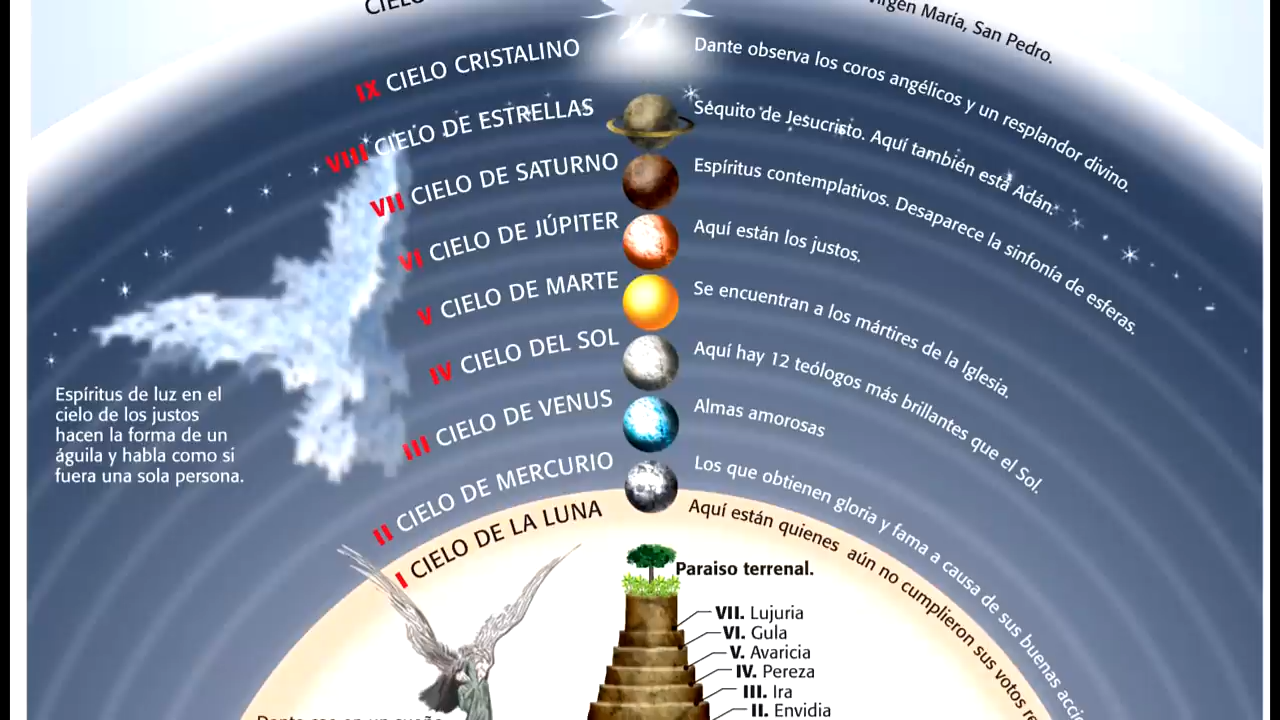 CIELO
Virgen María, San Pedro.
IX CIELO CRISTALINO
Dante observa los coros angélicos y un resplandor divino.
VIII CIELO DE ESTRELLAS
Séquito de Jesucristo. Aquí también está Adán.
VII CIELO DE SATURNO
Espíritus contemplativos. Desaparece la sinfonía de esferas.
VI CIELO DE JÚPITER
Aquí están los justos.
V CIELO DE MARTE
Se encuentran a los mártires de la Iglesia.
IV CIELO DEL SOL
Aquí hay 12 teólogos más brillantes que el Sol.
III CIELO DE VENUS
Almas amorosas
II CIELO DE MERCURIO
Los que obtienen gloria y fama a causa de sus buenas
I CIELO DE LA LUNA
Aquí están quienes aún no cumplieron sus votos
Espíritus de luz en el
cielo de los justos
hacen la forma de un
águila y habla como si
fuera una sola persona.
Paraiso terrenal.
VII. Lujuria
VI. Gula
V. Avaricia
IV. Pereza
III. Ira
II. Envidia